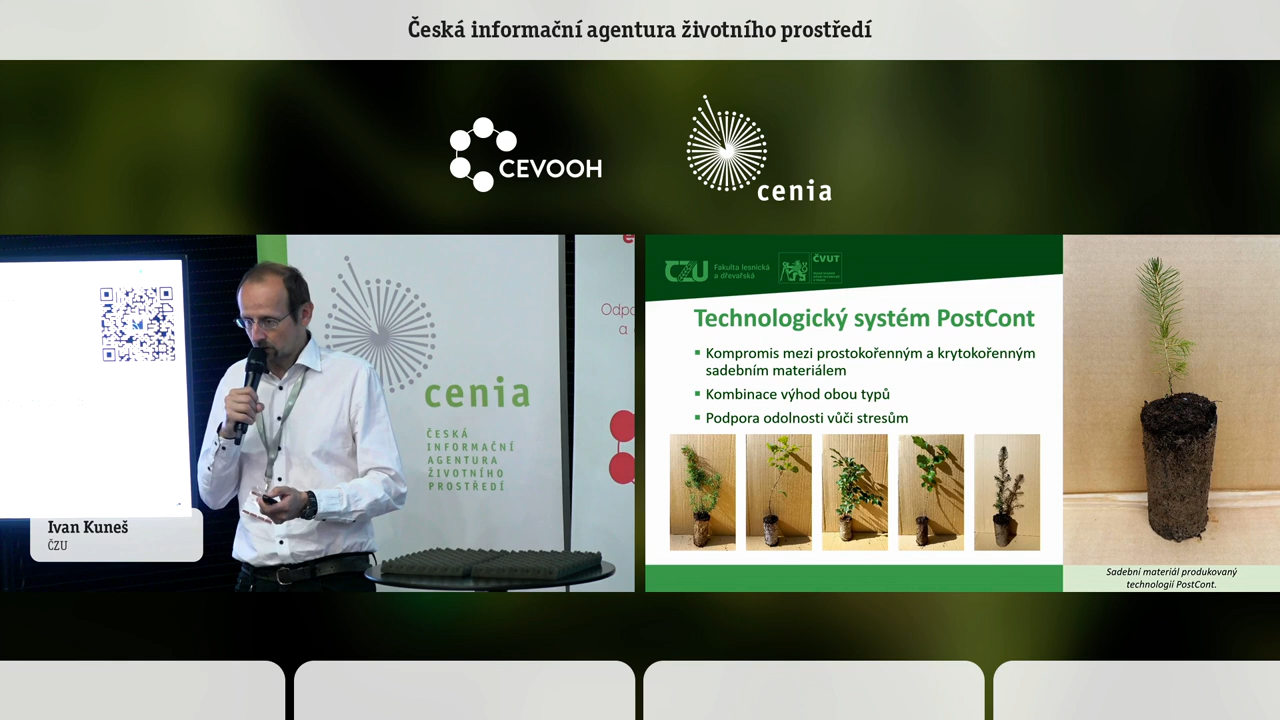 Česká informační agentura životního prostředí
CEVOOH
cenia
cenia
ČESKÁ
INFORMAČNÍ
AGENTURA
ŽIVOTNÍHO
PROSTŘEDÍ
Odpo
a
Ivan Kuneš
ČZU
ČZU
Fakulta lesnická
a dřevařská
ČVUT
Technologický systém PostCont
▪ Kompromis mezi prostokořenným a krytokořenným
sadebním materiálem
▪ Kombinace výhod obou typů
▪ Podpora odolnosti vůči stresům
Sadební materiál produkovaný
technologií PostCont.